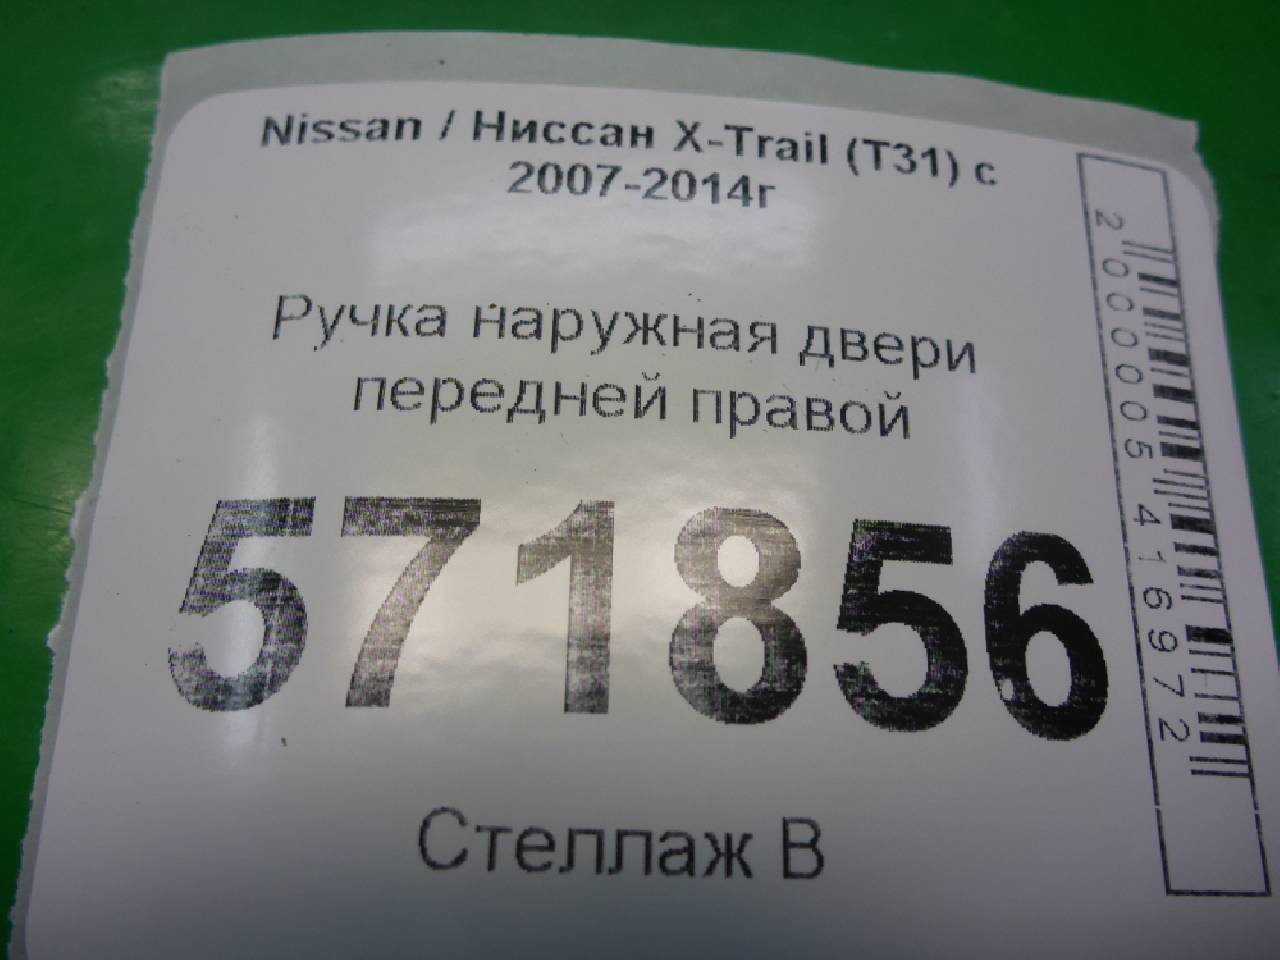 Nissan / Ниссан X-Trail (T31) с
2007-2014г
Ручка наружная двери
передней правой
571856
Стеллаж В
2000005416972